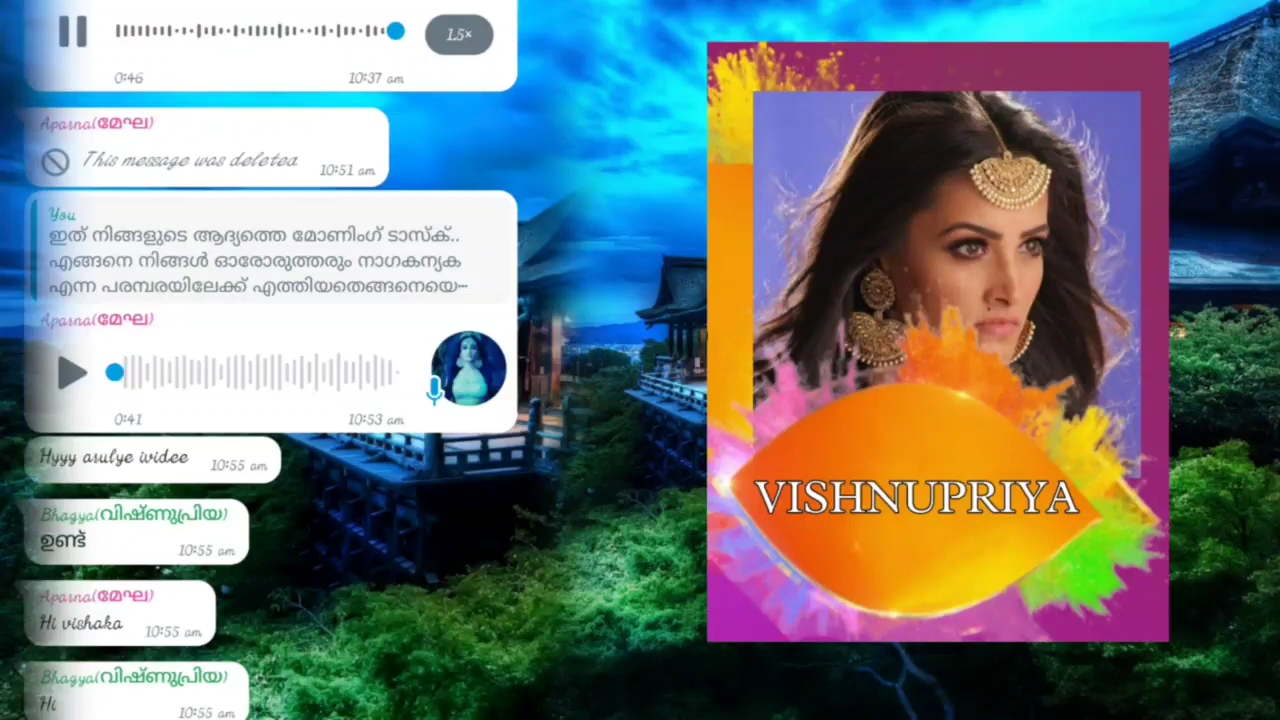 1.5×
0:46
10:37 am
Aparna(മേഘ)
This message was deleted
10:51 am
You
ഇത് നിങ്ങളുടെ ആദ്യത്തെ മോണിംഗ് ടാസ്ക്..
എങ്ങനെ നിങ്ങൾ ഓരോരുത്തരും നാഗകന്യക
എന്ന പരമ്പരയിലേക്ക് എത്തിയതെങ്ങനെയെ…
Aparna(മേഘ)
0:41
10:53 am
Hyyy asulye ividee
10:55 am
Bhagya(വിഷ്ണുപ്രിയ)
ഉണ്ട്
10:55 am
Aparna(മേഘ)
Hi vishaka
10:55 am
Bhagya(വിഷ്ണുപ്രിയ)
Hi
10:55 am
VISHNUPRIYA